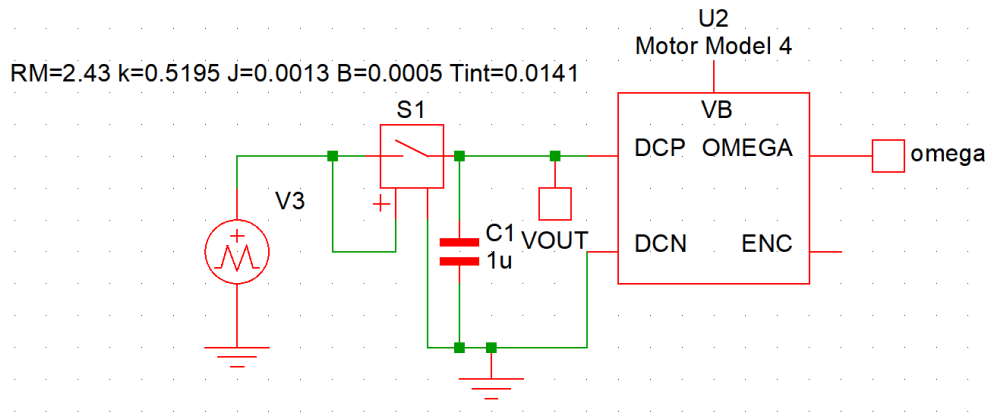 U2
Motor Model 4
RM=2.43 k=0.5195 J=0.0013 B=0.0005 Tint=0.0141
S1
VB
DCP OMEGA
omega
V3
+
+
C1
1u
VOUT
DCN ENC